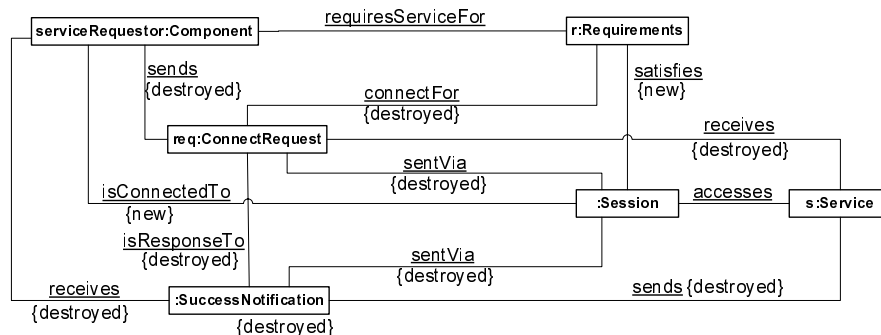 requiresServiceFor
serviceRequestor:Component
r:Requirements
sends
{destroyed}
satisfies
{new}
connectFor
{destroyed}
receives
{destroyed}
req:ConnectRequest
sentVia
{destroyed}
isConnectedTo
{new}
:Session
accesses
s:Service
isResponseTo
{destroyed}
sentVia
{destroyed}
receives
{destroyed}
:SuccessNotification
{destroyed}
sends {destroyed}